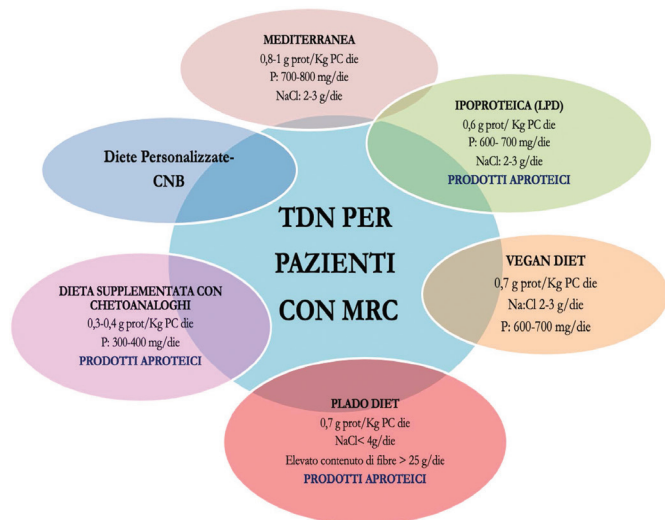 MEDITERRANEA
0,8-1 g prot/Kg PC die
P: 700-800 mg/die
NaCl: 2-3 g/die
IPOPROTEICA (LPD)
0,6 g prot/ Kg PC die
P: 600- 700 mg/die
NaCl: 2-3 g/die
PRODOTTI APROTEICI
Diete Personalizzate-
CNB
TDN PER
PAZIENTI
CON MRC
VEGAN DIET
0,7 g prot/Kg PC die
Na:Cl 2-3 g/die
P: 600-700 mg/die
DIETA SUPPLEMENTATA CON
CHETOANALOGHI
0,3-0,4 g prot/Kg PC die
P: 300-400 mg/die
PRODOTTI APROTEICI
PLADO DIET
0,7 g prot/Kg PC die
NaCl< 4g/die
Elevato contenuto di fibre > 25 g/die
PRODOTTI APROTEICI